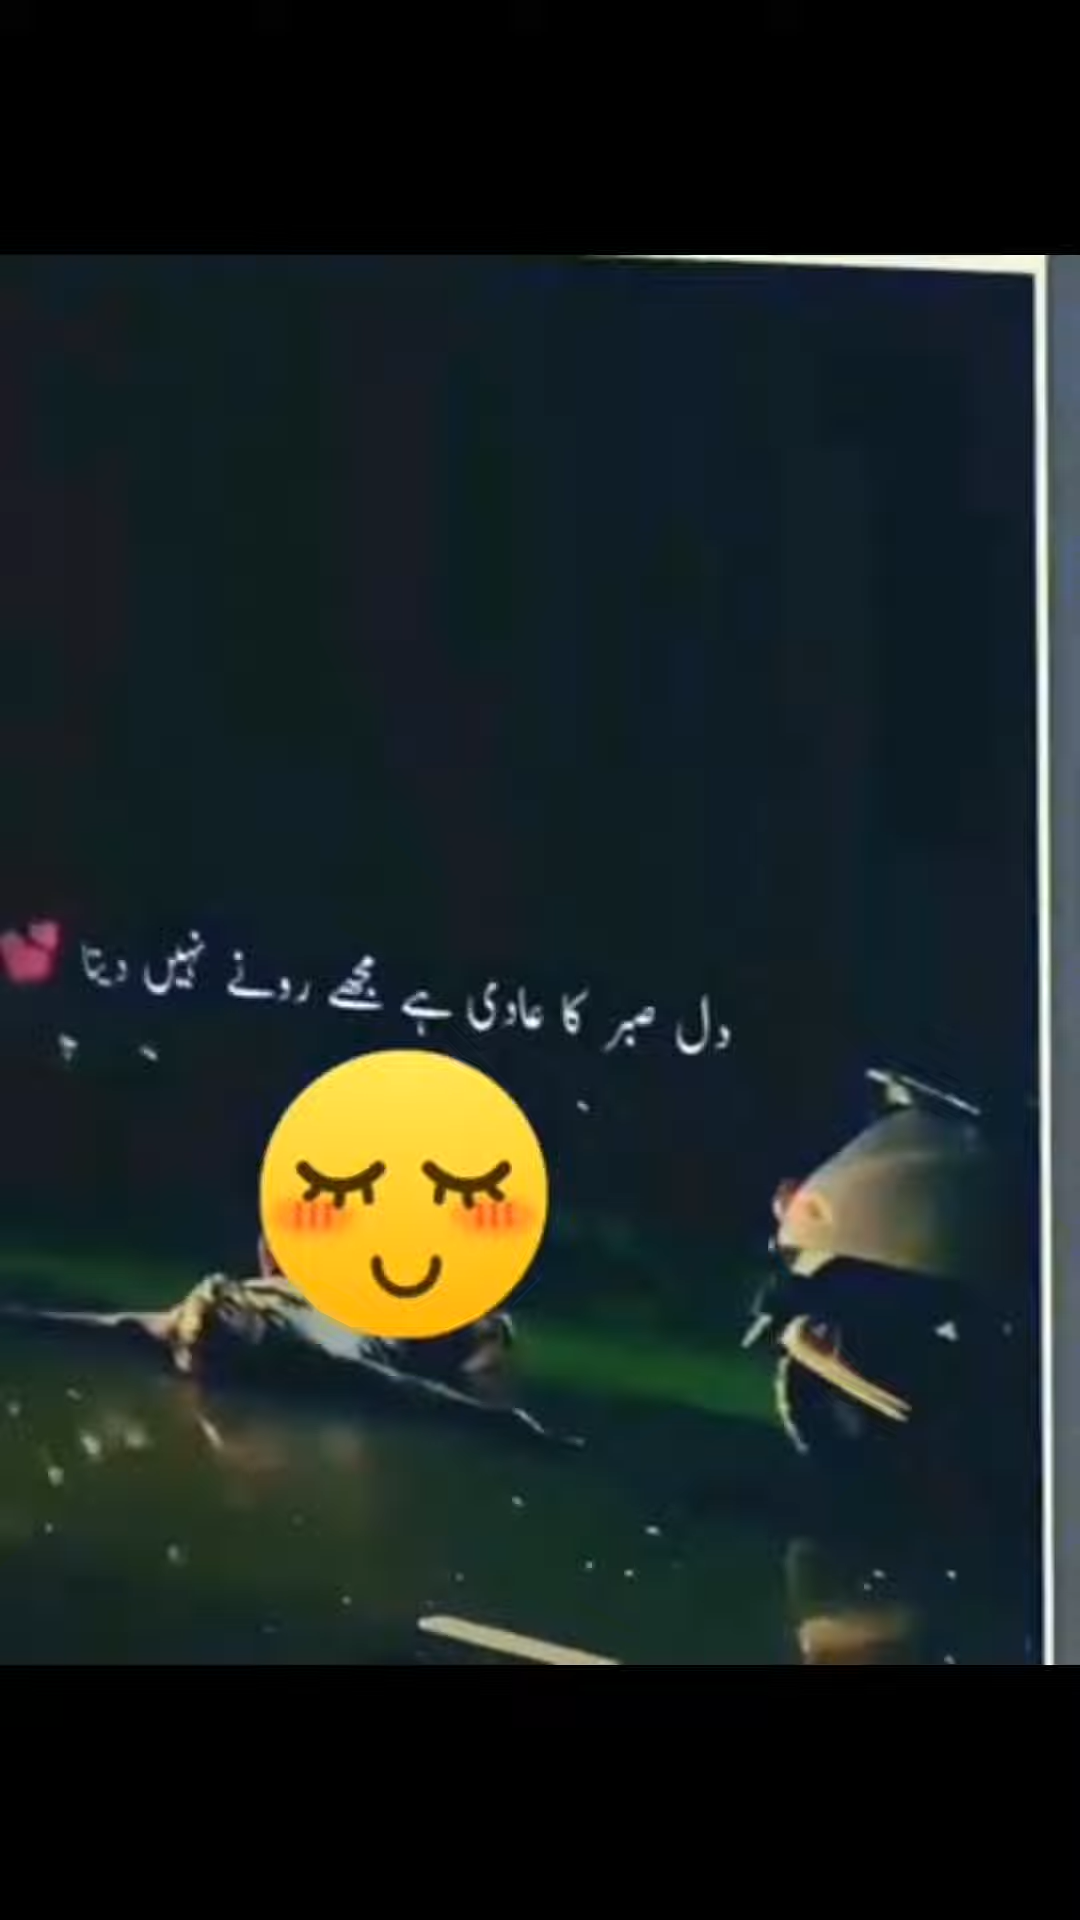 دل صبر کا عادی ہے مجھے رونے نہیں دیتا 💕